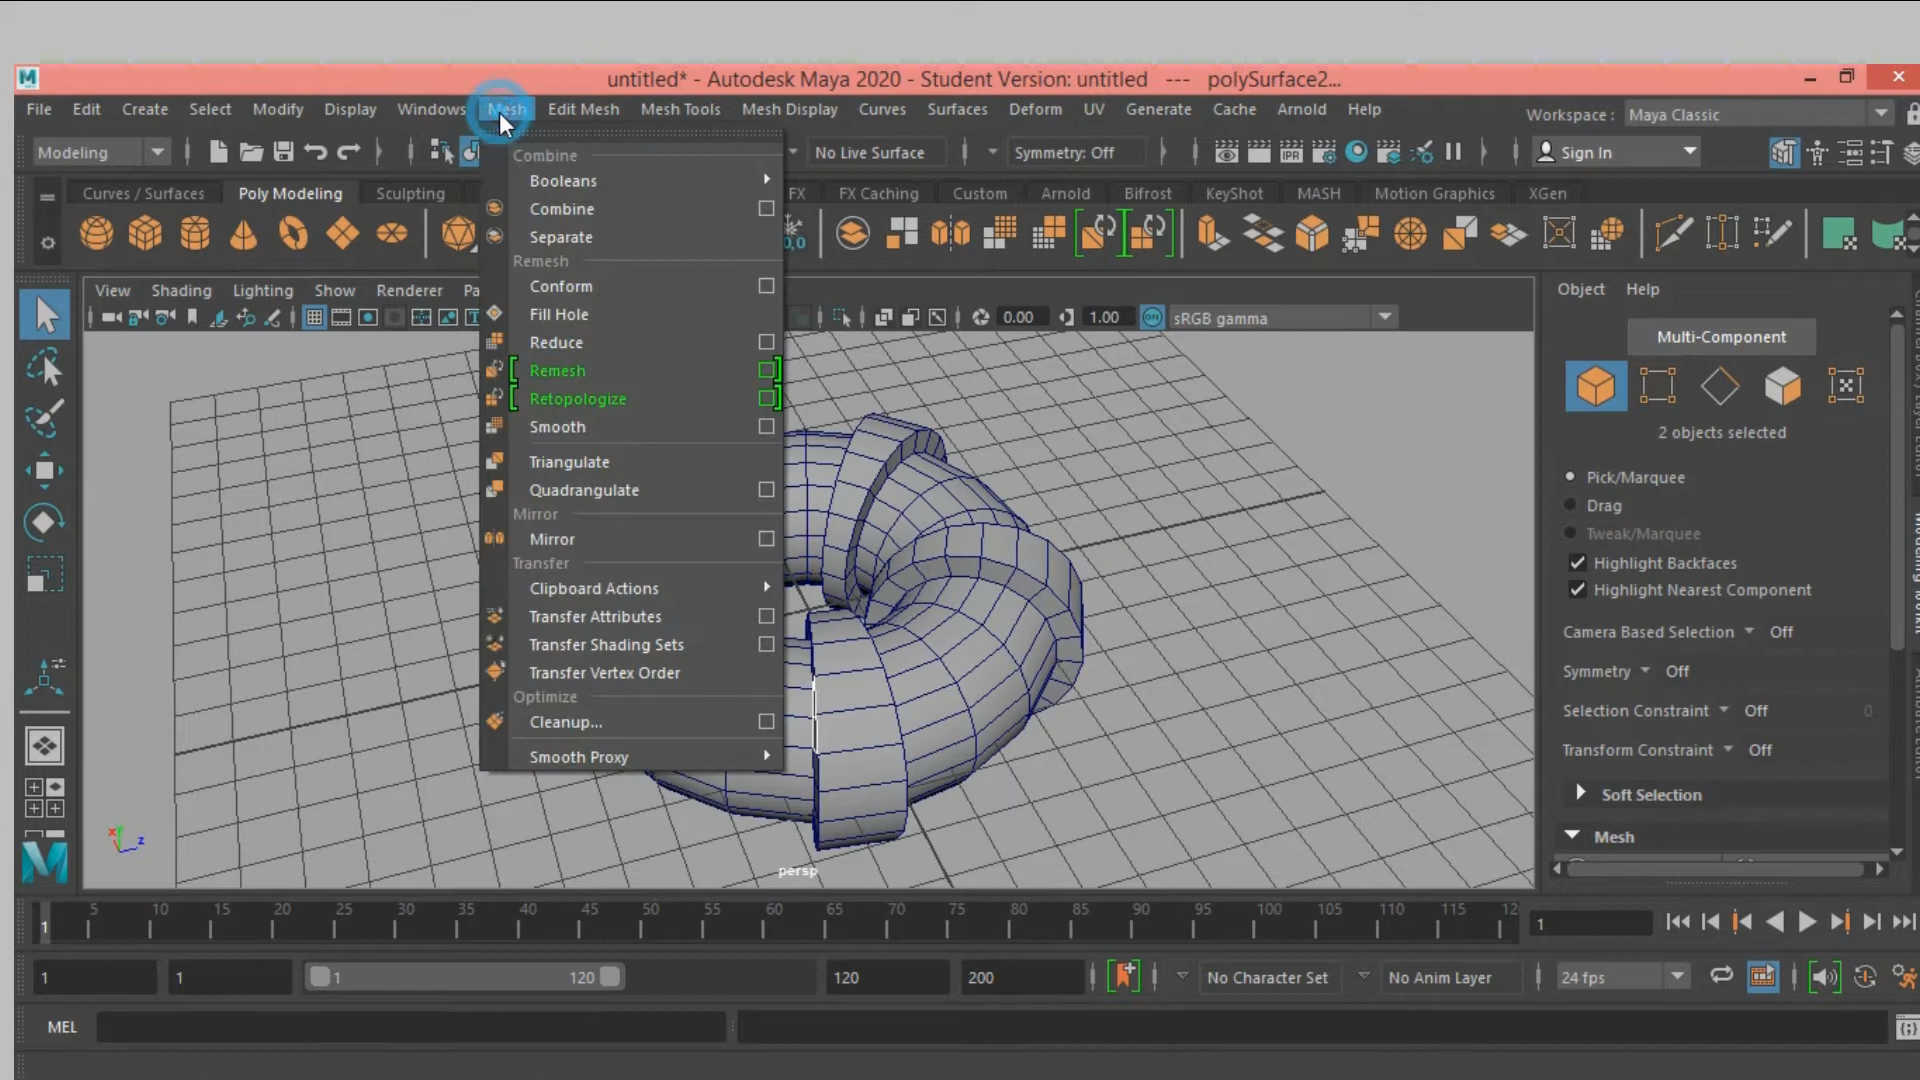 untitled* - Autodesk Maya 2020 - Student Version: untitled --- polySurface2...
File Edit Create Select Modify Display Windows Mesh Edit Mesh Mesh Tools Mesh Display Curves Surfaces Deform UV Generate Cache Arnold Help
Workspace : Maya Classic
Modeling
No Live Surface
Symmetry: Off
IPR
Sign In
Curves / Surfaces Poly Modeling Sculpting
FX FX Caching Custom Arnold Bifrost KeyShot MASH Motion Graphics XGen
Combine
Booleans
Combine
Separate
Remesh
Conform
Fill Hole
Reduce
Remesh
Retopologize
Smooth
Triangulate
Quadrangulate
Mirror
Mirror
Transfer
Clipboard Actions
Transfer Attributes
Transfer Shading Sets
Transfer Vertex Order
Optimize
Cleanup...
Smooth Proxy
View Shading Lighting Show Renderer Pa
0.00 1.00 ON sRGB gamma
persp
x z
Object Help
Multi-Component
2 objects selected
Pick/Marquee
Drag
Tweak/Marquee
Highlight Backfaces
Highlight Nearest Component
Camera Based Selection Off
Symmetry Off
Selection Constraint Off 0
Transform Constraint Off
Soft Selection
Mesh
1 5 10 15 20 25 30 35 40 45 50 55 60 65 70 75 80 85 90 95 100 105 110 115 12
1
1 1 1 120 120 200 No Character Set No Anim Layer 24 fps
MEL